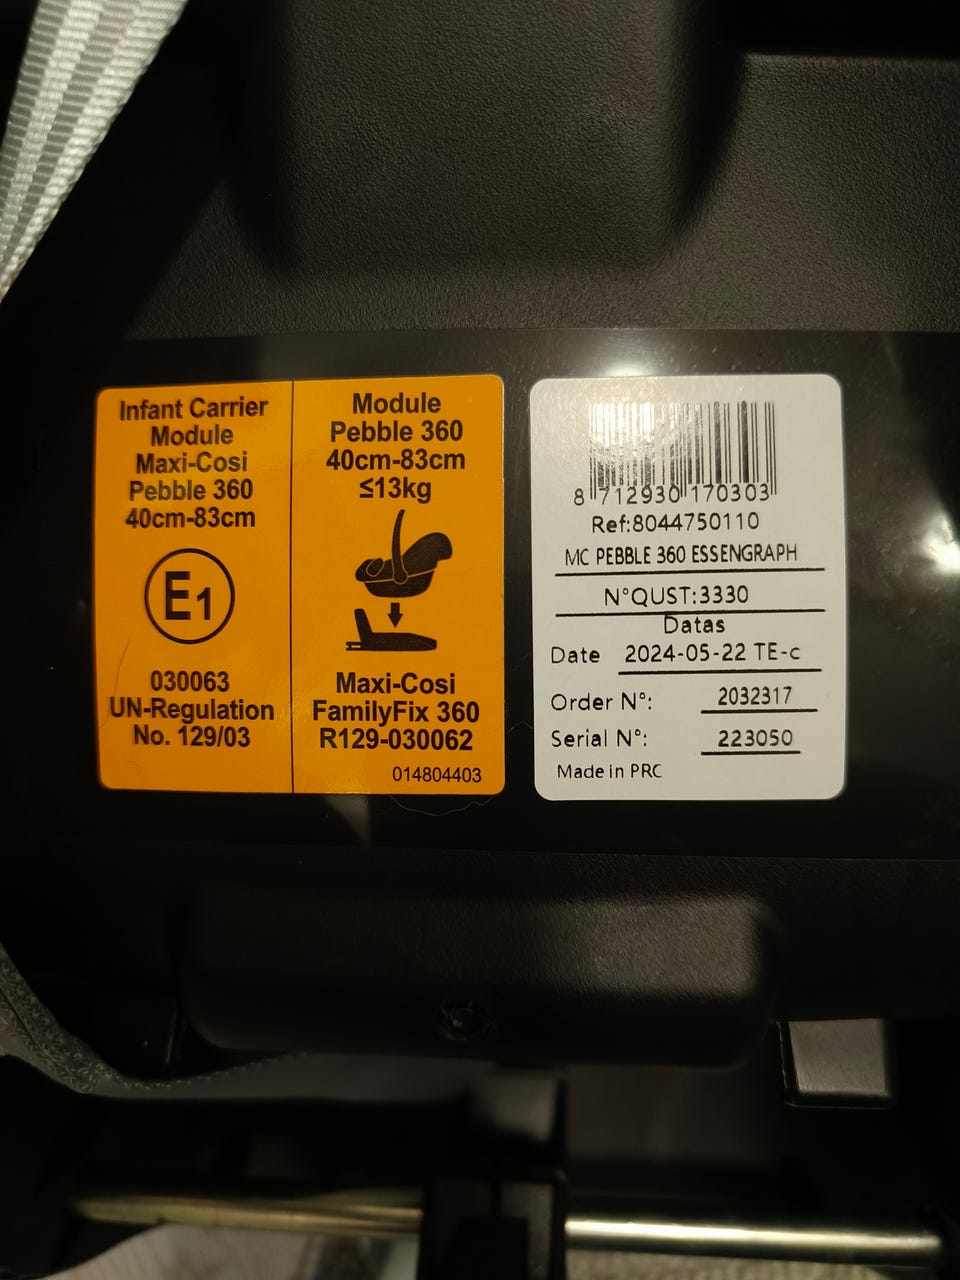 Infant Carrier
Module
Maxi-Cosi
Pebble 360
40cm-83cm
E1
030063
UN-Regulation
No. 129/03
Module
Pebble 360
40cm-83cm
≤13kg
Maxi-Cosi
FamilyFix 360
R129-030062
014804403
8 712930 170303
Ref:8044750110
MC PEBBLE 360 ESSENGRAPH
N°QUST:3330
Datas
Date 2024-05-22 TE-c
Order N°: 2032317
Serial N°: 223050
Made in PRC